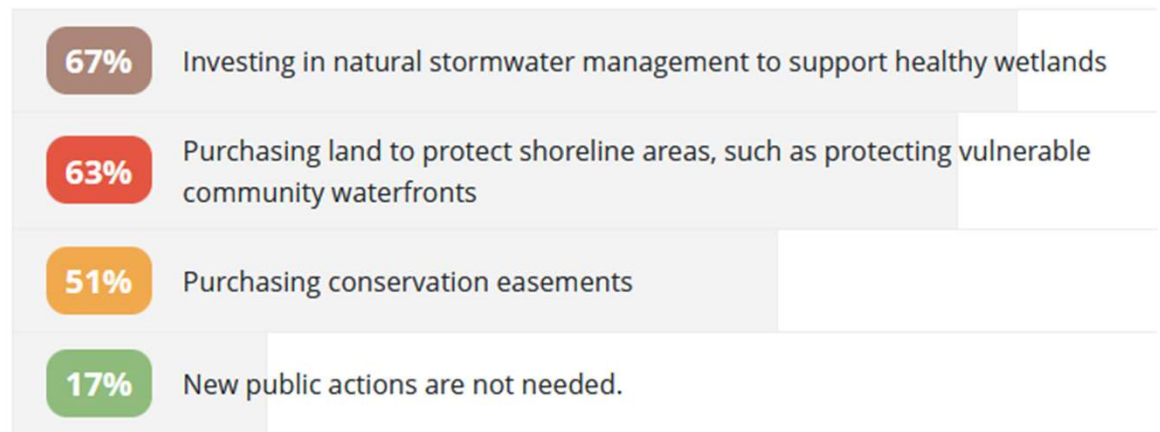 67% Investing in natural stormwater management to support healthy wetlands
63% Purchasing land to protect shoreline areas, such as protecting vulnerable
community waterfronts
51% Purchasing conservation easements
17% New public actions are not needed.